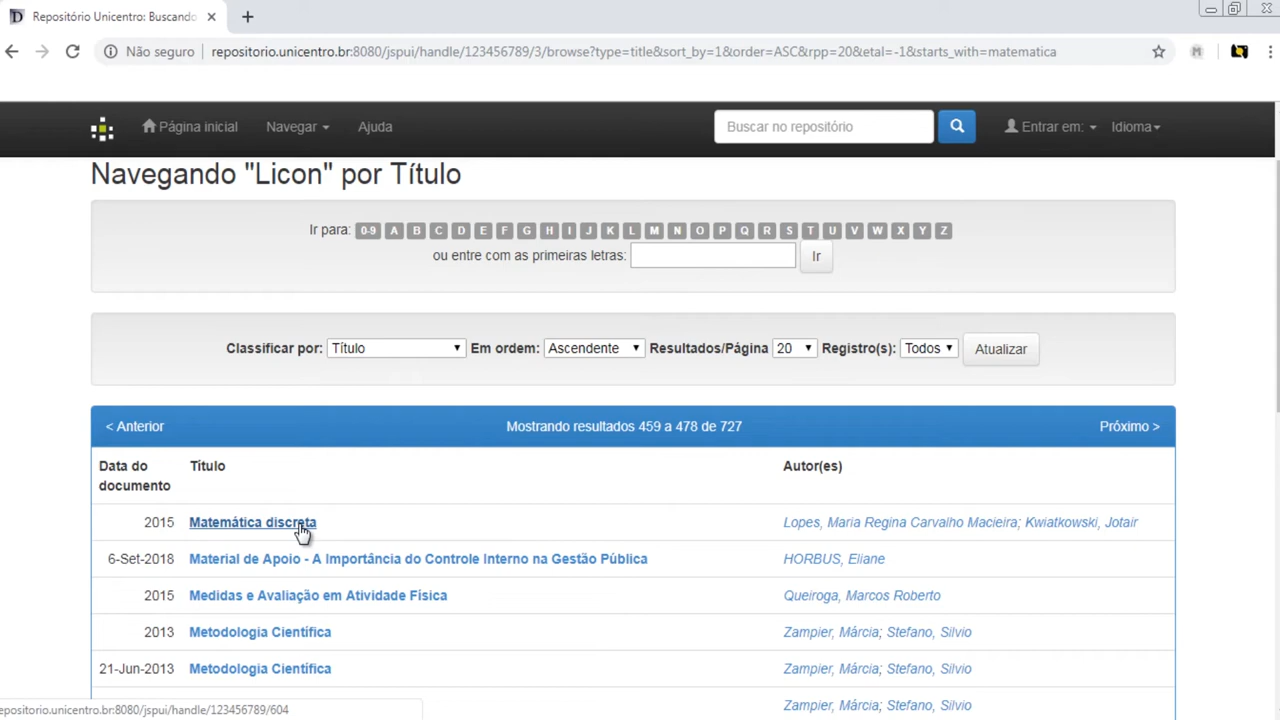 Repositório Unicentro: Buscando
Não seguro repositorio.unicentro.br:8080/jspui/handle/123456789/3/browse?type=title&sort_by=1&order=ASC&rpp=20&etal=-1&starts_with=matematica
Página inicial Navegar Ajuda Buscar no repositório Entrar em: Idioma
Navegando "Licon" por Título
Ir para: 0-9 A B C D E F G H I J K L M N O P Q R S T U V W X Y Z
ou entre com as primeiras letras: Ir
Classificar por: Título Em ordem: Ascendente Resultados/Página 20 Registro(s): Todos Atualizar
< Anterior Mostrando resultados 459 a 478 de 727 Próximo >
Data do documento Título Autor(es)
2015 Matemática discreta Lopes, Maria Regina Carvalho Macieira; Kwiatkowski, Jotair
6-Set-2018 Material de Apoio - A Importância do Controle Interno na Gestão Pública HORBUS, Eliane
2015 Medidas e Avaliação em Atividade Física Queiroga, Marcos Roberto
2013 Metodologia Científica Zampier, Márcia; Stefano, Silvio
21-Jun-2013 Metodologia Científica Zampier, Márcia; Stefano, Silvio
Zampier, Márcia; Stefano, Silvio
epositorio.unicentro.br:8080/jspui/handle/123456789/604